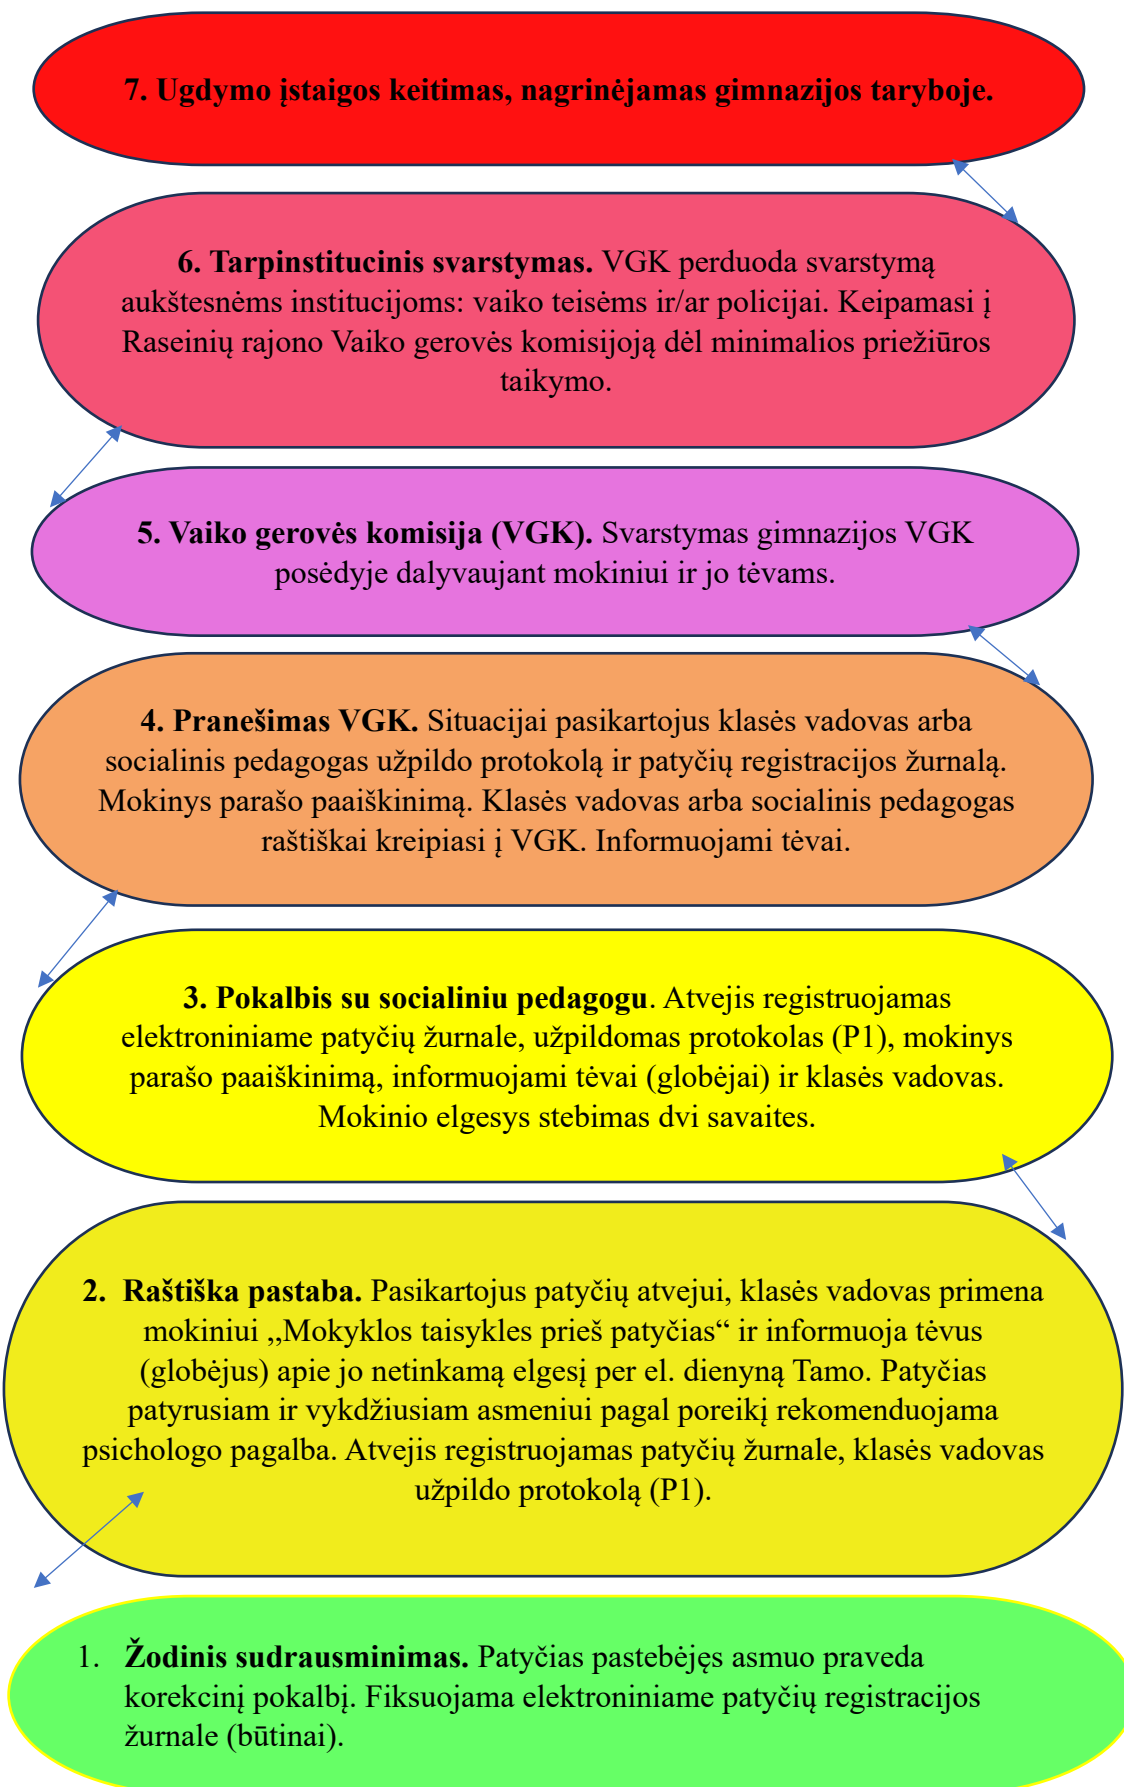 7. Ugdymo įstaigos keitimas, nagrinėjamas gimnazijos taryboje.
6. Tarpinstitucinis svarstymas. VGK perduoda svarstymą
aukštesnėms institucijoms: vaiko teisėms ir/ar policijai. Keipamasi į
Raseinių rajono Vaiko gerovės komisijoją dėl minimalios priežiūros
taikymo.
5. Vaiko gerovės komisija (VGK). Svarstymas gimnazijos VGK
posėdyje dalyvaujant mokiniui ir jo tėvams.
4. Pranešimas VGK. Situacijai pasikartojus klasės vadovas arba
socialinis pedagogas užpildo protokolą ir patyčių registracijos žurnalą.
Mokinys parašo paaiškinimą. Klasės vadovas arba socialinis pedagogas
raštiškai kreipiasi į VGK. Informuojami tėvai.
3. Pokalbis su socialiniu pedagogu. Atvejis registruojamas
elektroniniame patyčių žurnale, užpildomas protokolas (P1), mokinys
parašo paaiškinimą, informuojami tėvai (globėjai) ir klasės vadovas.
Mokinio elgesys stebimas dvi savaites.
2. Raštiška pastaba. Pasikartojus patyčių atvejui, klasės vadovas primena
mokiniui ,,Mokyklos taisykles prieš patyčias“ ir informuoja tėvus
(globėjus) apie jo netinkamą elgesį per el. dienyną Tamo. Patyčias
patyrusiam ir vykdžiusiam asmeniui pagal poreikį rekomenduojama
psichologo pagalba. Atvejis registruojamas patyčių žurnale, klasės vadovas
užpildo protokolą (P1).
1. Žodinis sudrausminimas. Patyčias pastebėjęs asmuo praveda
korekcinį pokalbį. Fiksuojama elektroniniame patyčių registracijos
žurnale (būtinai).